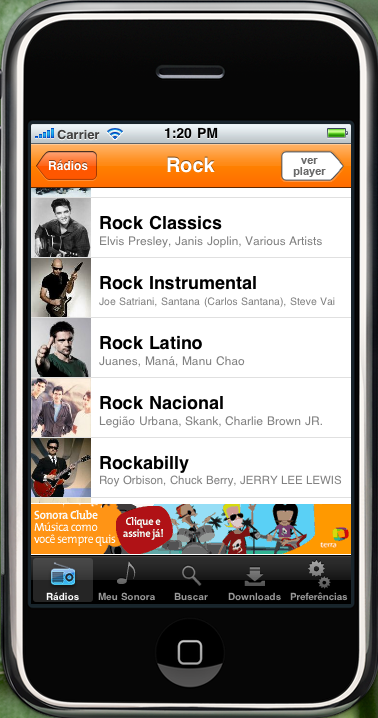 Carrier 1:20 PM
Rádios Rock ver player
Rock Classics
Elvis Presley, Janis Joplin, Various Artists
Rock Instrumental
Joe Satriani, Santana (Carlos Santana), Steve Vai
Rock Latino
Juanes, Maná, Manu Chao
Rock Nacional
Legião Urbana, Skank, Charlie Brown JR.
Rockabilly
Roy Orbison, Chuck Berry, JERRY LEE LEWIS
Sonora Clube
Música como
você sempre quis
Clique e
assine já!
terra
Rádios Meu Sonora Buscar Downloads Preferências